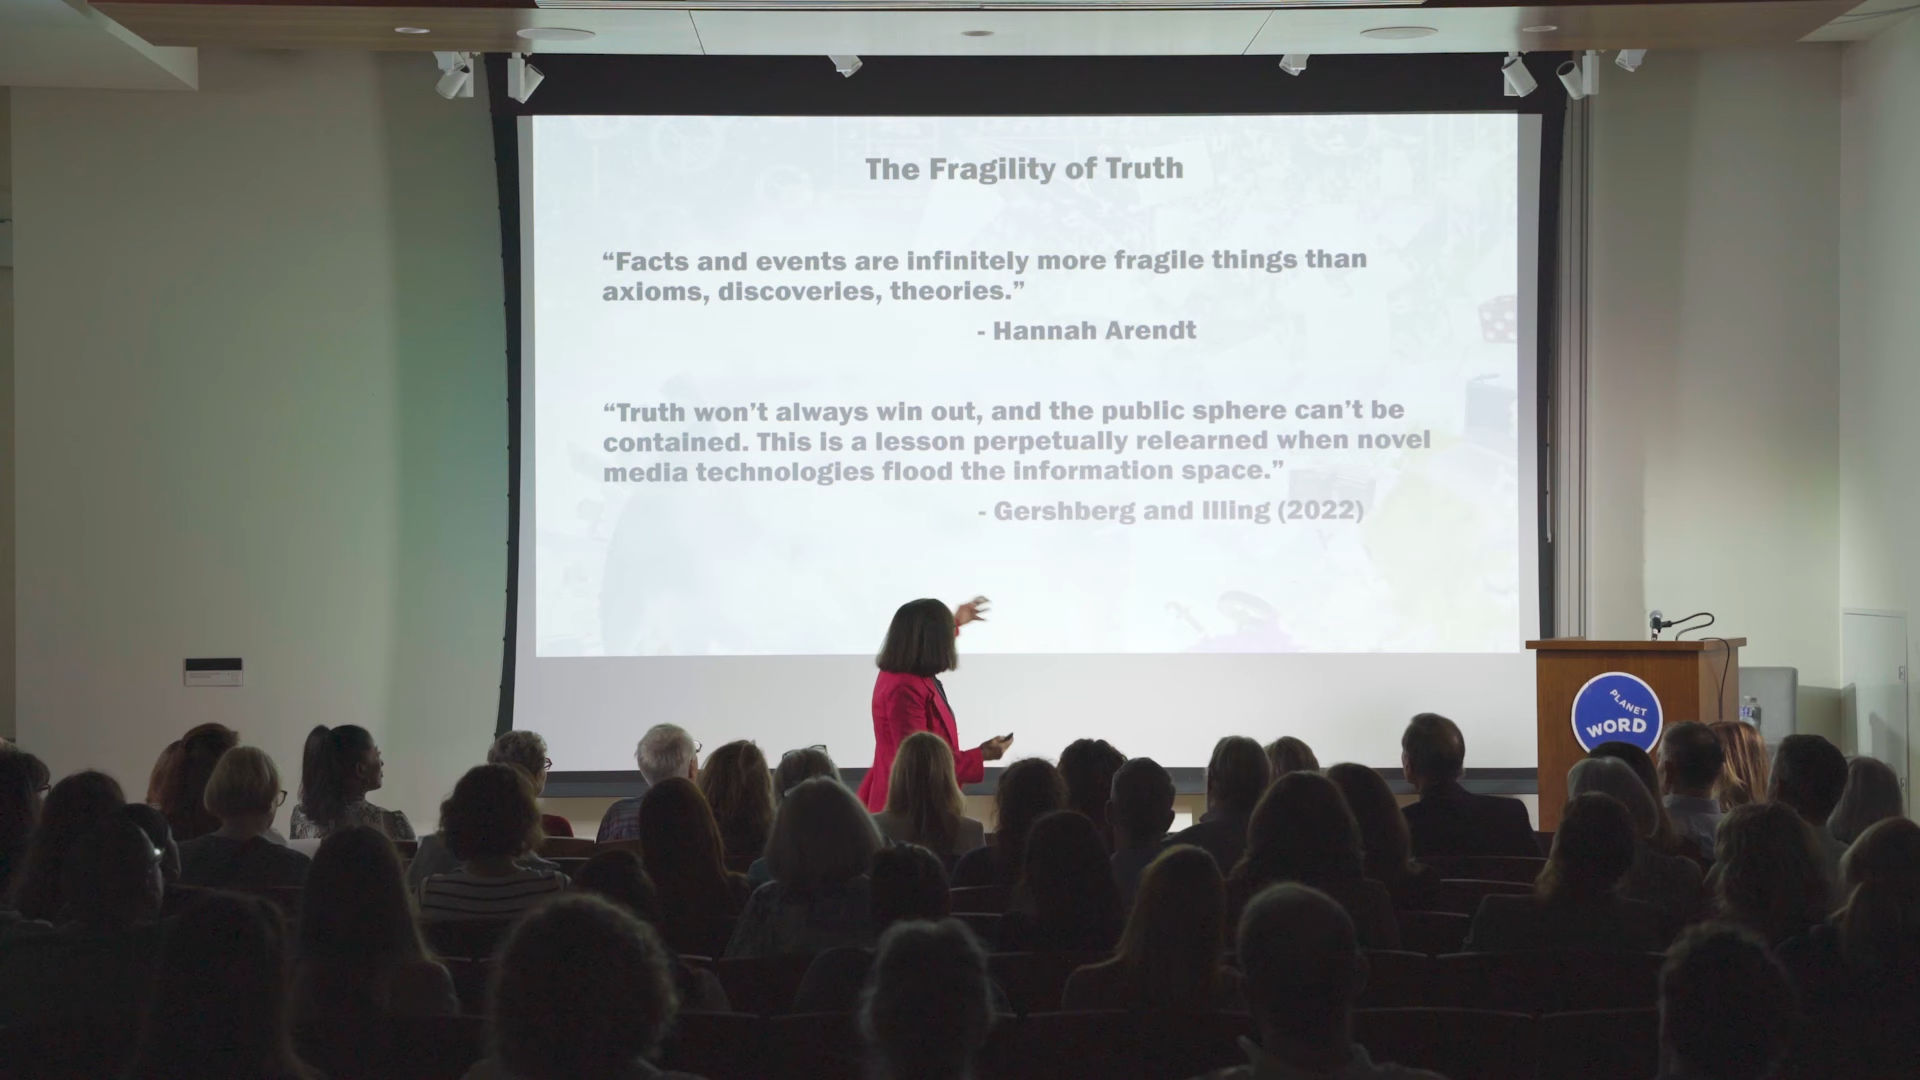 The Fragility of Truth
“Facts and events are infinitely more fragile things than
axioms, discoveries, theories.”
- Hannah Arendt
“Truth won’t always win out, and the public sphere can’t be
contained. This is a lesson perpetually relearned when novel
media technologies flood the information space.”
- Gershberg and Illing (2022)
PLANET
WORD